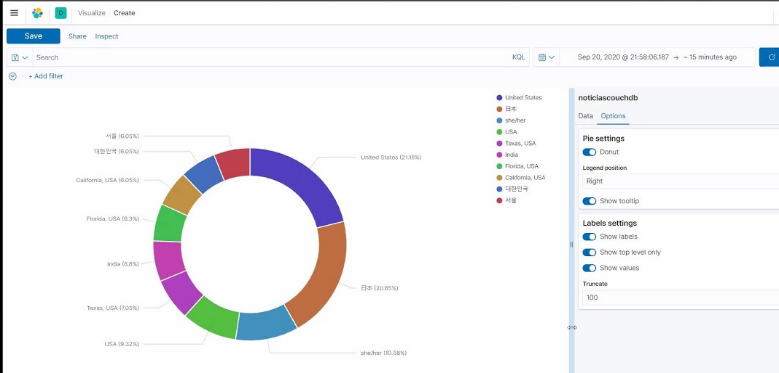 D Visualize / Create
Save Share Inspect
Search KQL Sep 20, 2020 @ 21:58:06.187 → ~ 15 minutes ago
+ Add filter
United States
日本
she/her
USA
Texas, USA
India
Florida, USA
California, USA
대한민국
서울
서울 (6.05%)
대한민국 (6.05%)
California, USA (6.05%)
Florida, USA (6.3%)
India (6.8%)
Texas, USA (7.05%)
USA (9.32%)
United States (21.16%)
日本 (20.65%)
she/her (10.58%)
noticiascouchdb
Data Options
Pie settings
Donut
Legend position
Right
Show tooltip
Labels settings
Show labels
Show top level only
Show values
Truncate
100